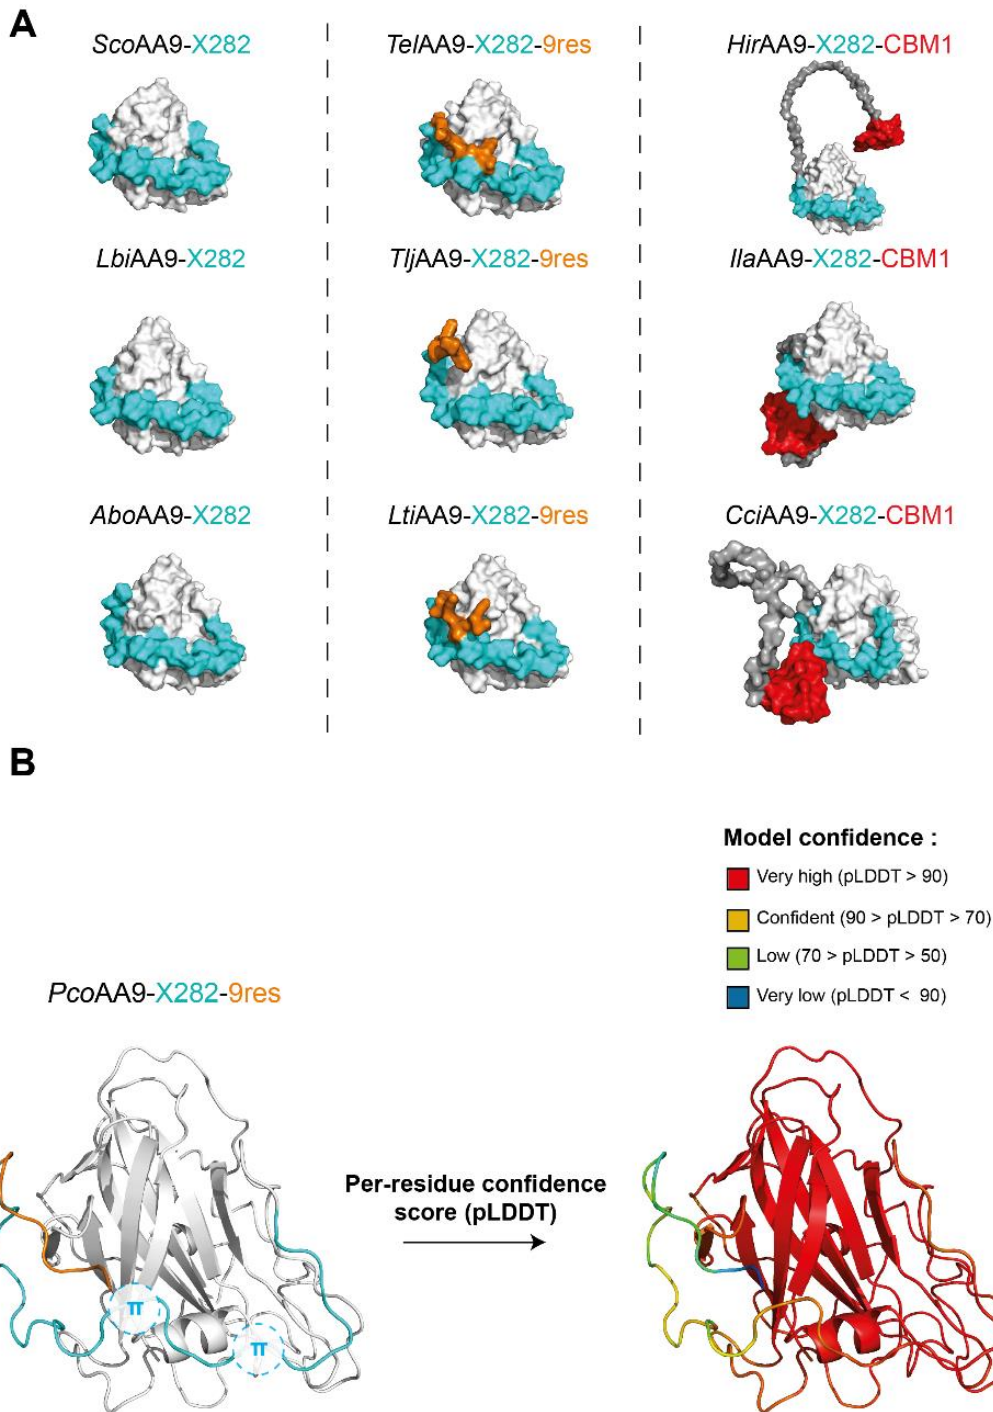 A
ScoAA9-X282
TelAA9-X282-9res
HirAA9-X282-CBM1
LbiAA9-X282
TljAA9-X282-9res
IlaAA9-X282-CBM1
AboAA9-X282
LtiAA9-X282-9res
CciAA9-X282-CBM1
B
Model confidence :
Very high (pLDDT > 90)
Confident (90 > pLDDT > 70)
Low (70 > pLDDT > 50)
Very low (pLDDT < 90)
PcoAA9-X282-9res
Per-residue confidence
score (pLDDT)
π
π